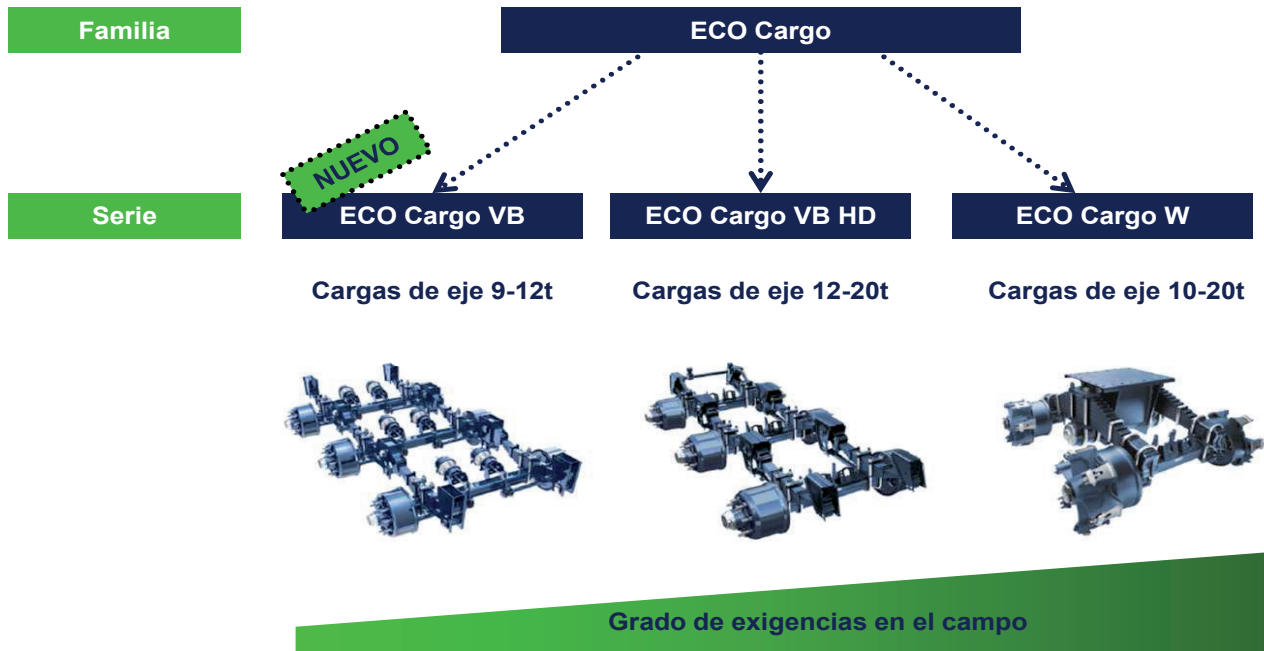 Familia
ECO Cargo
NUEVO
Serie
ECO Cargo VB
ECO Cargo VB HD
ECO Cargo W
Cargas de eje 9-12t
Cargas de eje 12-20t
Cargas de eje 10-20t
Grado de exigencias en el campo